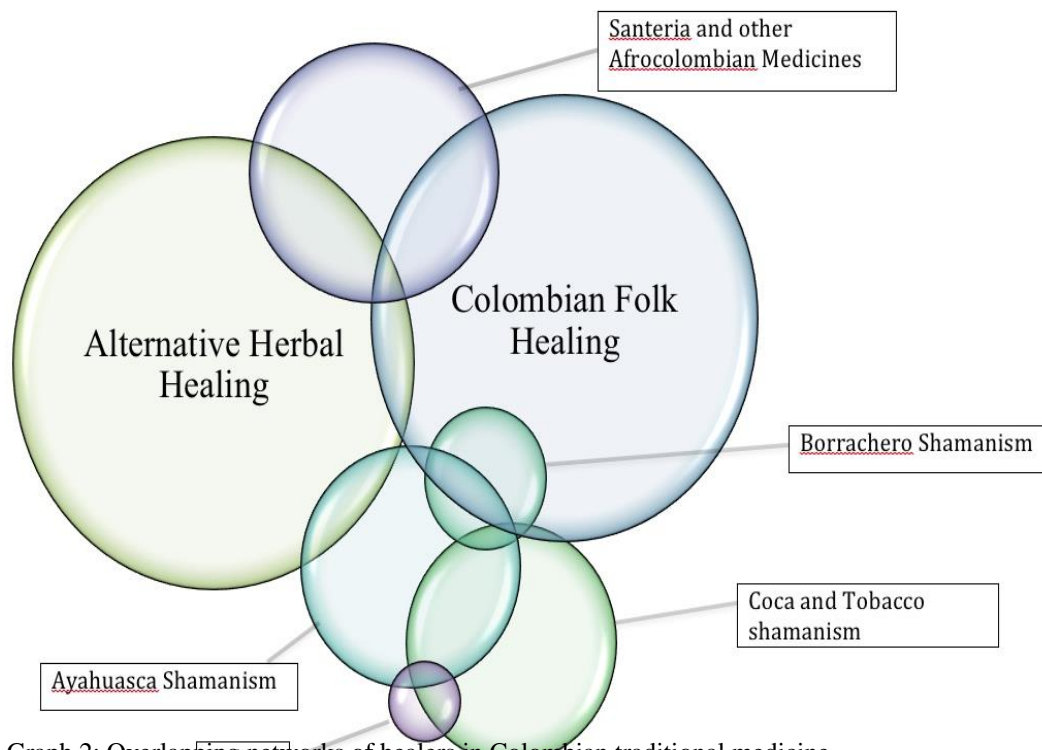 Santeria and other
Afrocolombian Medicines
Colombian Folk
Healing
Alternative Herbal
Healing
Borrachero Shamanism
Coca and Tobacco
shamanism
Ayahuasca Shamanism
Graph 2: Overlapping networks of healers in Colombian traditional medicine